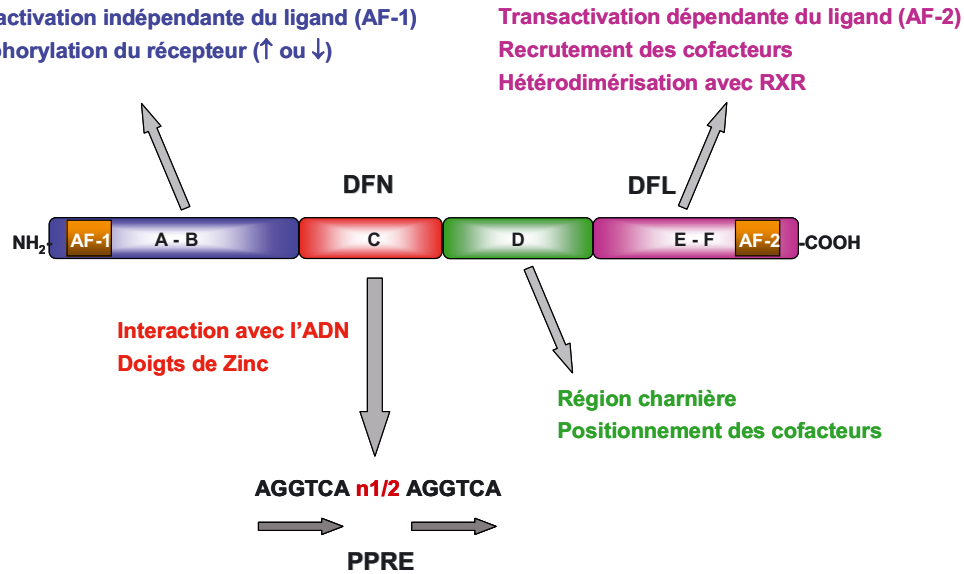 activation indépendante du ligand (AF-1)
phorylation du récepteur (↑ ou ↓)
Transactivation dépendante du ligand (AF-2)
Recrutement des cofacteurs
Hétérodimérisation avec RXR
DFN
DFL
NH2- AF-1 A - B C D E - F AF-2 -COOH
Interaction avec l'ADN
Doigts de Zinc
Région charnière
Positionnement des cofacteurs
AGGTCA n1/2 AGGTCA
PPRE